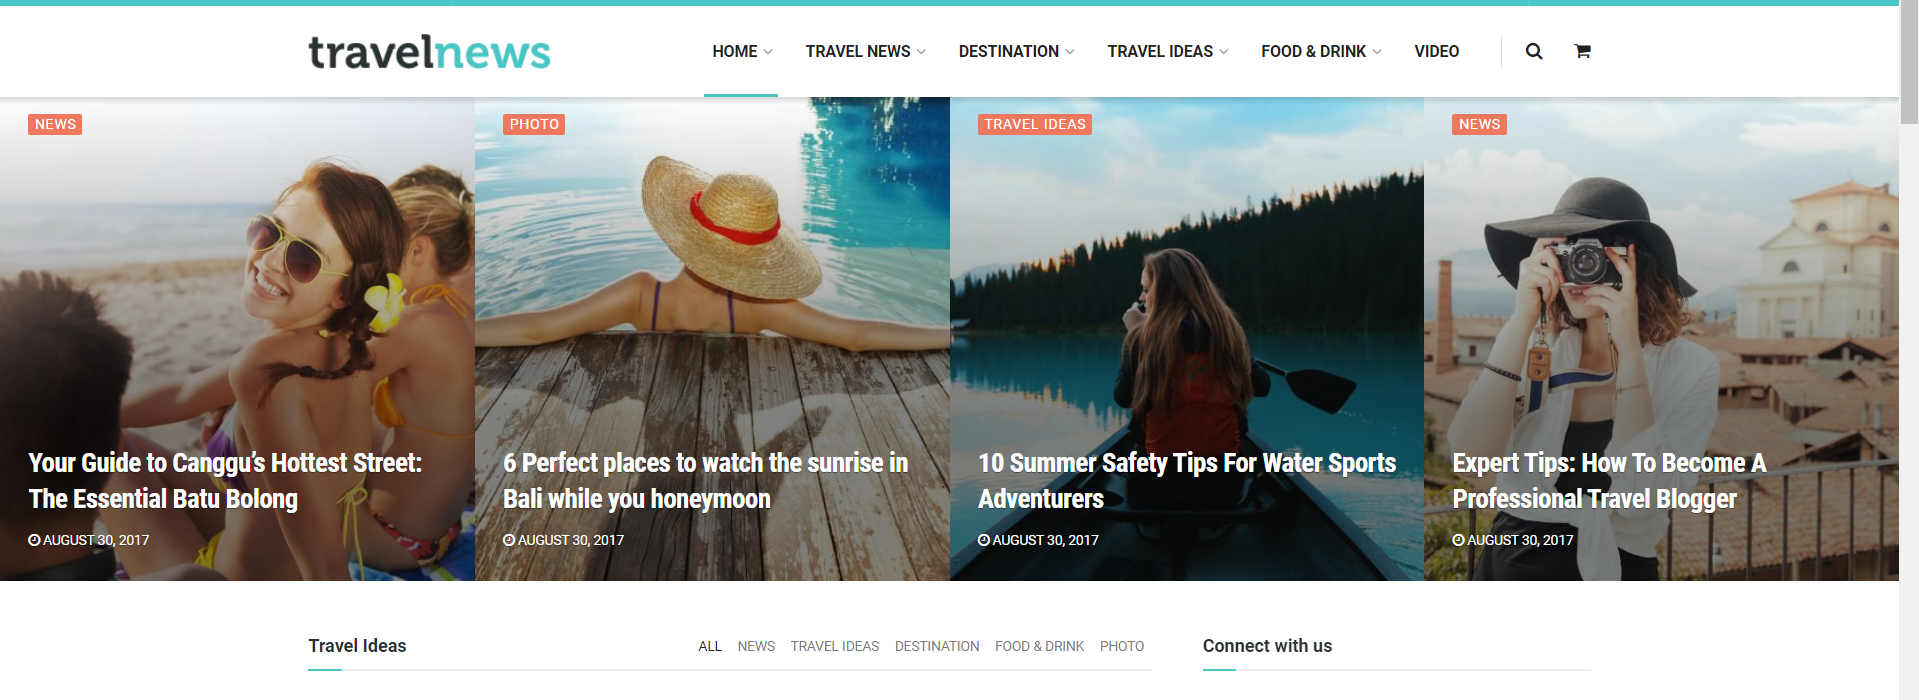 travelnews
HOME
TRAVEL NEWS
DESTINATION
TRAVEL IDEAS
FOOD & DRINK
VIDEO
NEWS
Your Guide to Canggu’s Hottest Street:
The Essential Batu Bolong
AUGUST 30, 2017
PHOTO
6 Perfect places to watch the sunrise in
Bali while you honeymoon
AUGUST 30, 2017
TRAVEL IDEAS
10 Summer Safety Tips For Water Sports
Adventurers
AUGUST 30, 2017
NEWS
Expert Tips: How To Become A
Professional Travel Blogger
AUGUST 30, 2017
Travel Ideas
ALL
NEWS
TRAVEL IDEAS
DESTINATION
FOOD & DRINK
PHOTO
Connect with us